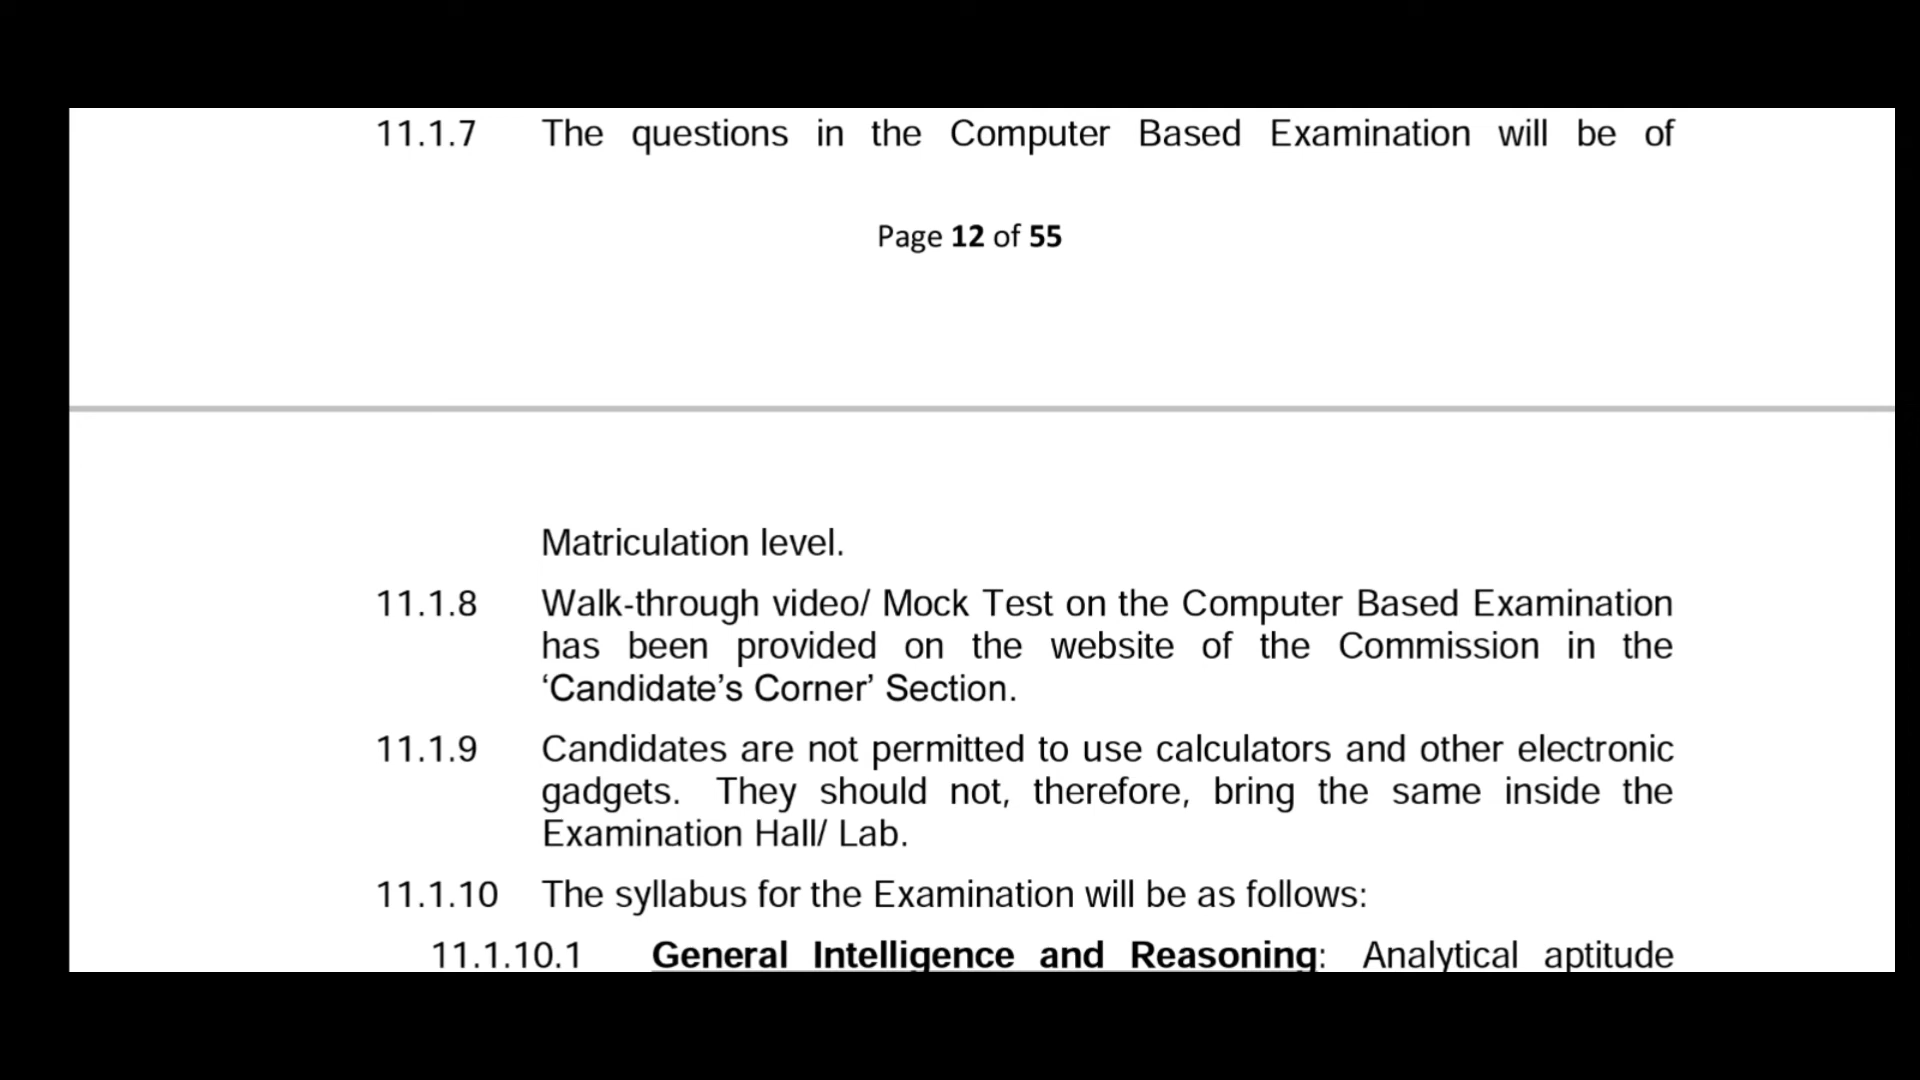 11.1.7 The questions in the Computer Based Examination will be of
Page 12 of 55
Matriculation level.
11.1.8 Walk-through video/ Mock Test on the Computer Based Examination
has been provided on the website of the Commission in the
‘Candidate’s Corner’ Section.
11.1.9 Candidates are not permitted to use calculators and other electronic
gadgets. They should not, therefore, bring the same inside the
Examination Hall/ Lab.
11.1.10 The syllabus for the Examination will be as follows:
11.1.10.1 General Intelligence and Reasoning: Analytical aptitude